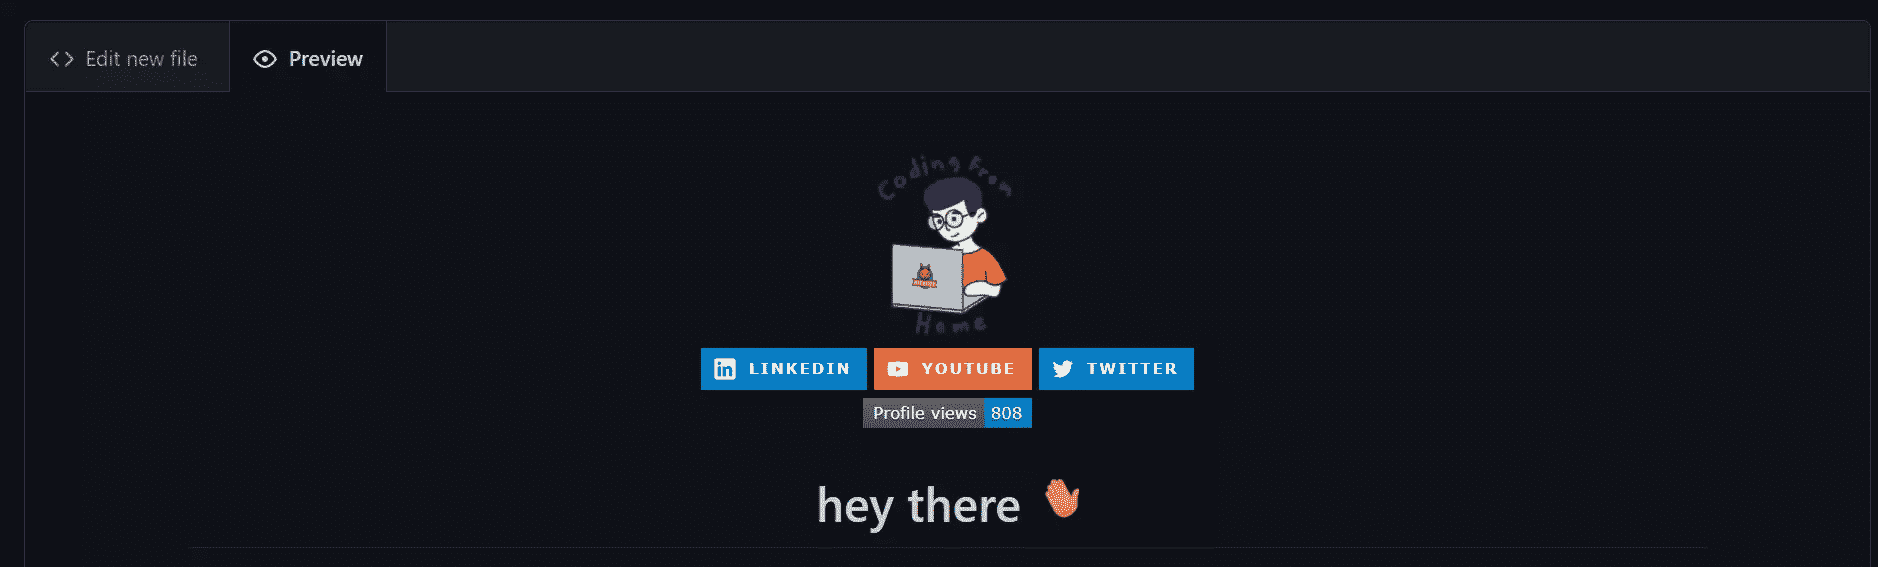 Edit new file
Preview
Coding From
Home
LINKEDIN
YOUTUBE
TWITTER
Profile views 808
hey there